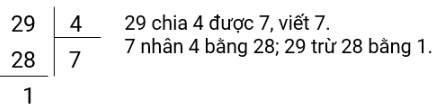 29 4 29 chia 4 được 7, viết 7.
28 7 7 nhân 4 bằng 28; 29 trừ 28 bằng 1.
1